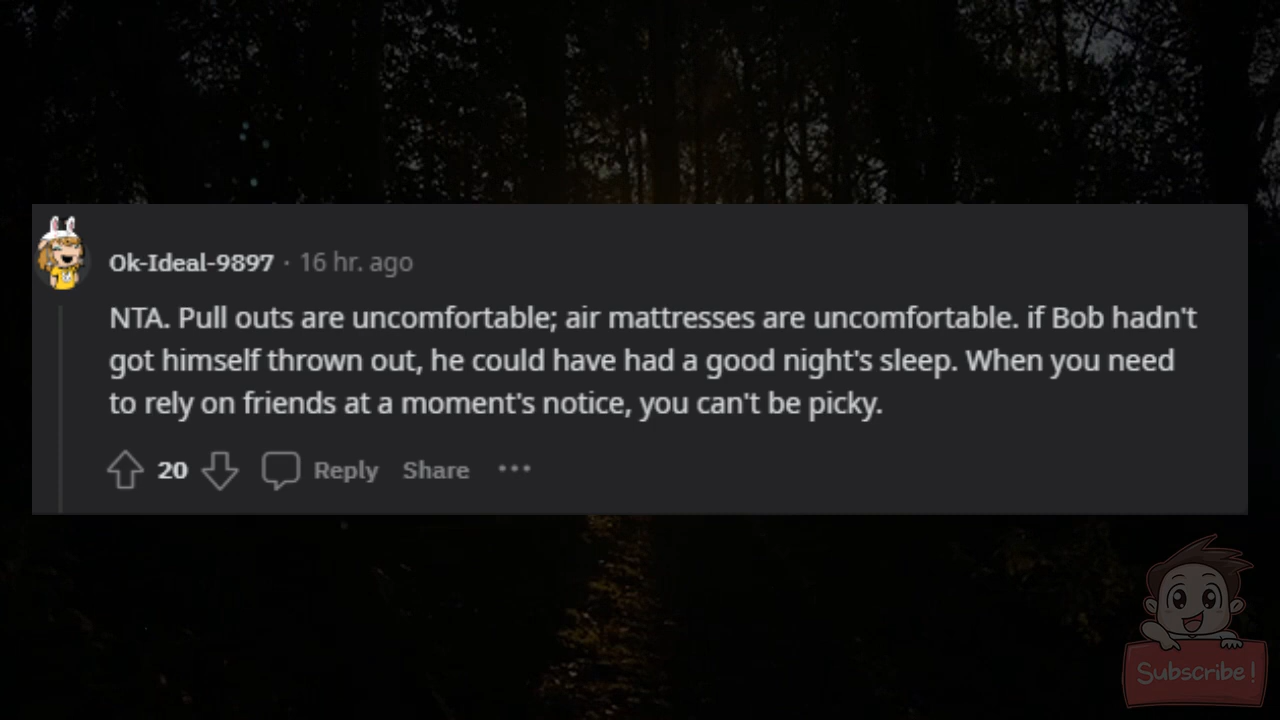 Ok-Ideal-9897 · 16 hr. ago
NTA. Pull outs are uncomfortable; air mattresses are uncomfortable. if Bob hadn't
got himself thrown out, he could have had a good night's sleep. When you need
to rely on friends at a moment's notice, you can't be picky.
20 Reply Share ···
Subscribe!